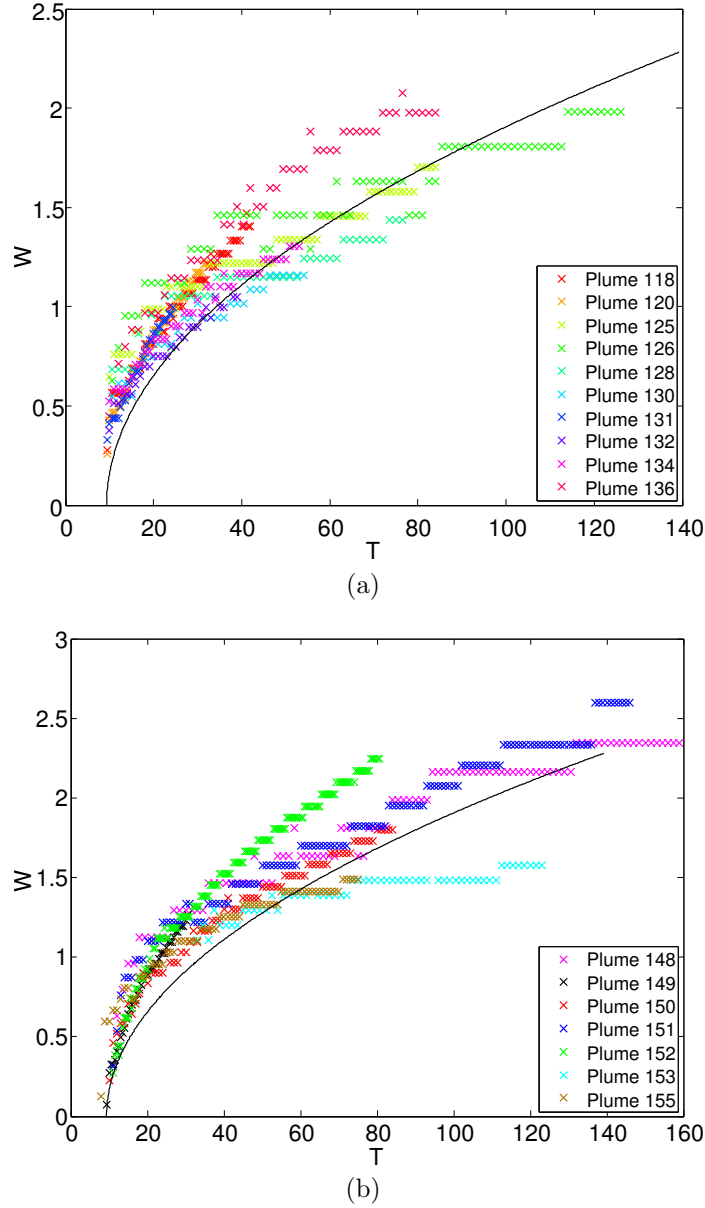 2.5
2
1.5
W
1
0.5
0
0 20 40 60 80 100 120 140
T
Plume 118
Plume 120
Plume 125
Plume 126
Plume 128
Plume 130
Plume 131
Plume 132
Plume 134
Plume 136
(a)
3
2.5
2
W
1.5
1
0.5
0
0 20 40 60 80 100 120 140 160
T
Plume 148
Plume 149
Plume 150
Plume 151
Plume 152
Plume 153
Plume 155
(b)